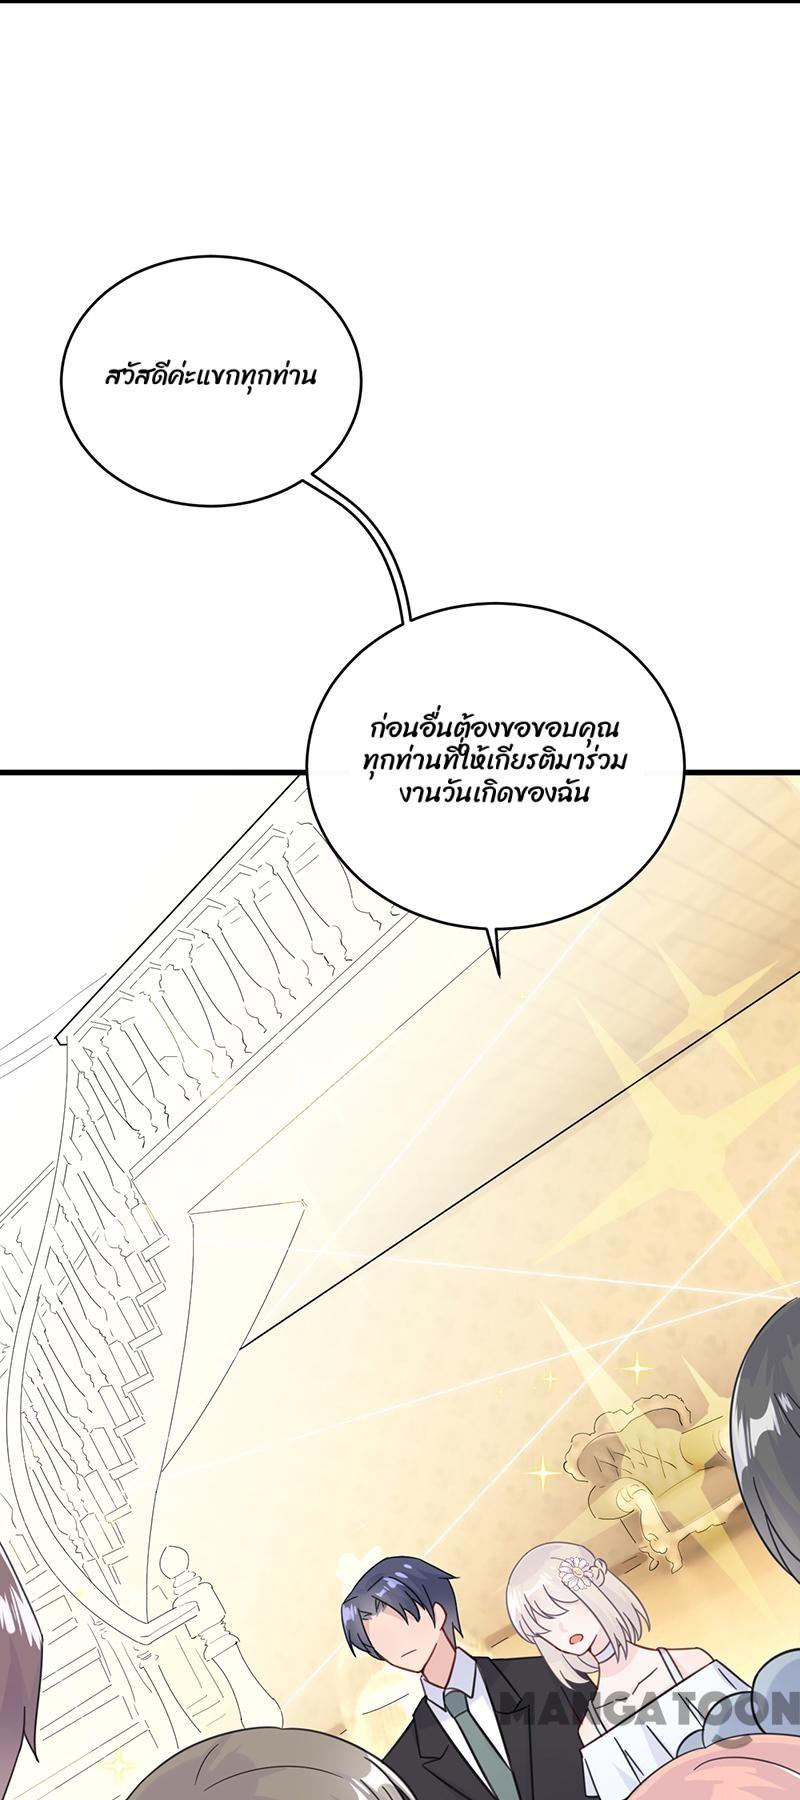 สวัสดีค่ะแขกทุกท่าน
ก่อนอื่นต้องขอขอบคุณ
ทุกท่านที่ให้เกียรติมาร่วม
งานวันเกิดของฉัน
MANGATOON